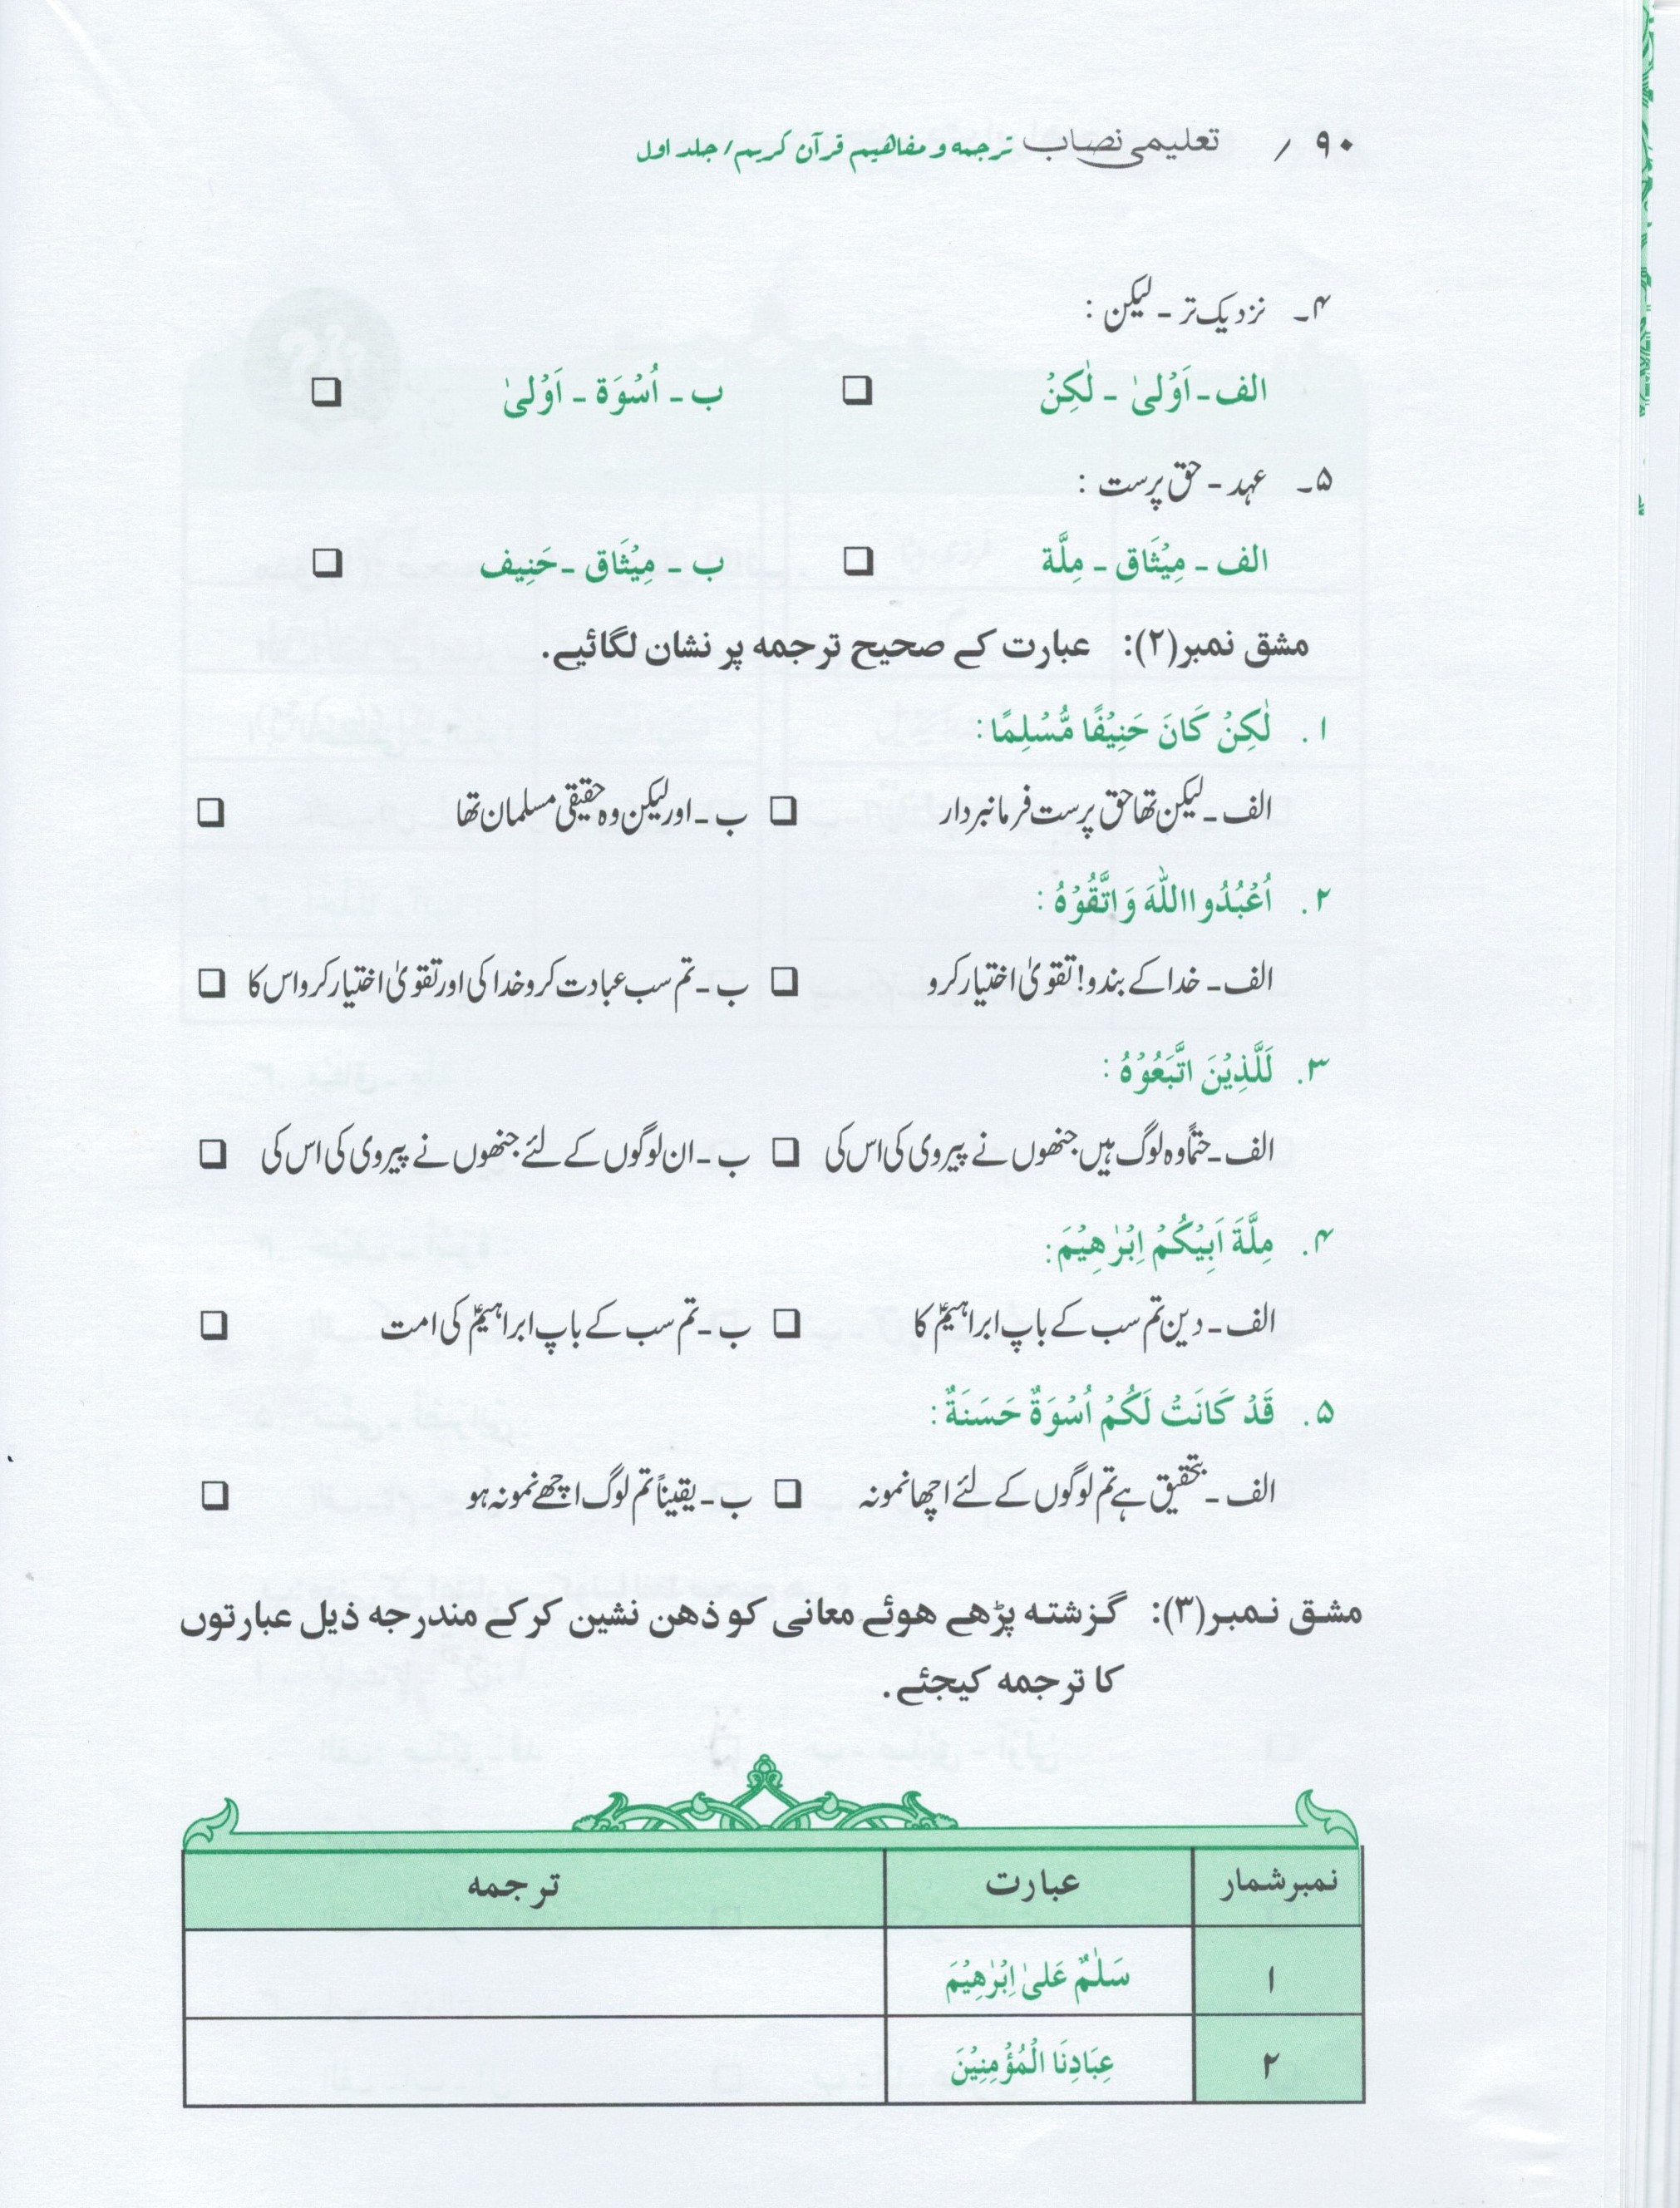 ۹۰ / تعلیمی نصاب ترجمہ و مفاهیم قرآن کریم / جلد اول
۴۔ نزدیک تر ۔ لیکن :
الف ۔ اَوْلیٰ ۔ لٰكِنْ ❑ ب ۔ اُسْوَة ۔ اَوْلیٰ ❑
۵۔ عہد ۔ حق پرست :
الف ۔ مِيْثَاق ۔ مِلَّة ❑ ب ۔ مِيْثَاق ۔ حَنِيف ❑
مشق نمبر(۲): عبارت کے صحیح ترجمہ پر نشان لگائیے.
۱. لٰكِنْ كَانَ حَنِيْفًا مُّسْلِمًا:
الف ۔ لیکن تھا حق پرست فرمانبردار ❑ ب ۔ اور لیکن وہ حقیقی مسلمان تھا ❑
۲. اُعْبُدُوا اللّٰهَ وَ اتَّقُوْهُ :
الف ۔ خدا کے بندو! تقویٰ اختیار کرو ❑ ب ۔ تم سب عبادت کرو خدا کی اور تقویٰ اختیار کرو اس کا ❑
۳. لَلَّذِيْنَ اتَّبَعُوْهُ :
الف ۔ حتماً وہ لوگ ہیں جنھوں نے پیروی کی اس کی ❑ ب ۔ ان لوگوں کے لئے جنھوں نے پیروی کی اس کی ❑
۴. مِلَّةَ اَبِيْكُمْ اِبْرٰهِيْمَ:
الف ۔ دین تم سب کے باپ ابراہیمؑ کا ❑ ب ۔ تم سب کے باپ ابراہیمؑ کی امت ❑
۵. قَدْ كَانَتْ لَكُمْ اُسْوَةٌ حَسَنَةٌ:
الف ۔ بتحقیق ہے تم لوگوں کے لئے اچھا نمونہ ❑ ب ۔ یقیناً تم لوگ اچھے نمونہ ہو ❑
مشق نمبر(۳): گزشتہ پڑھے ہوئے معانی کو ذهن نشین کرکے مندرجہ ذیل عبارتوں
کا ترجمہ کیجئے.
نمبرشمار عبارت ترجمہ
۱ سَلٰمٌ عَلیٰ اِبْرٰهِيْمَ
۲ عِبَادِنَا الْمُؤْمِنِيْنَ